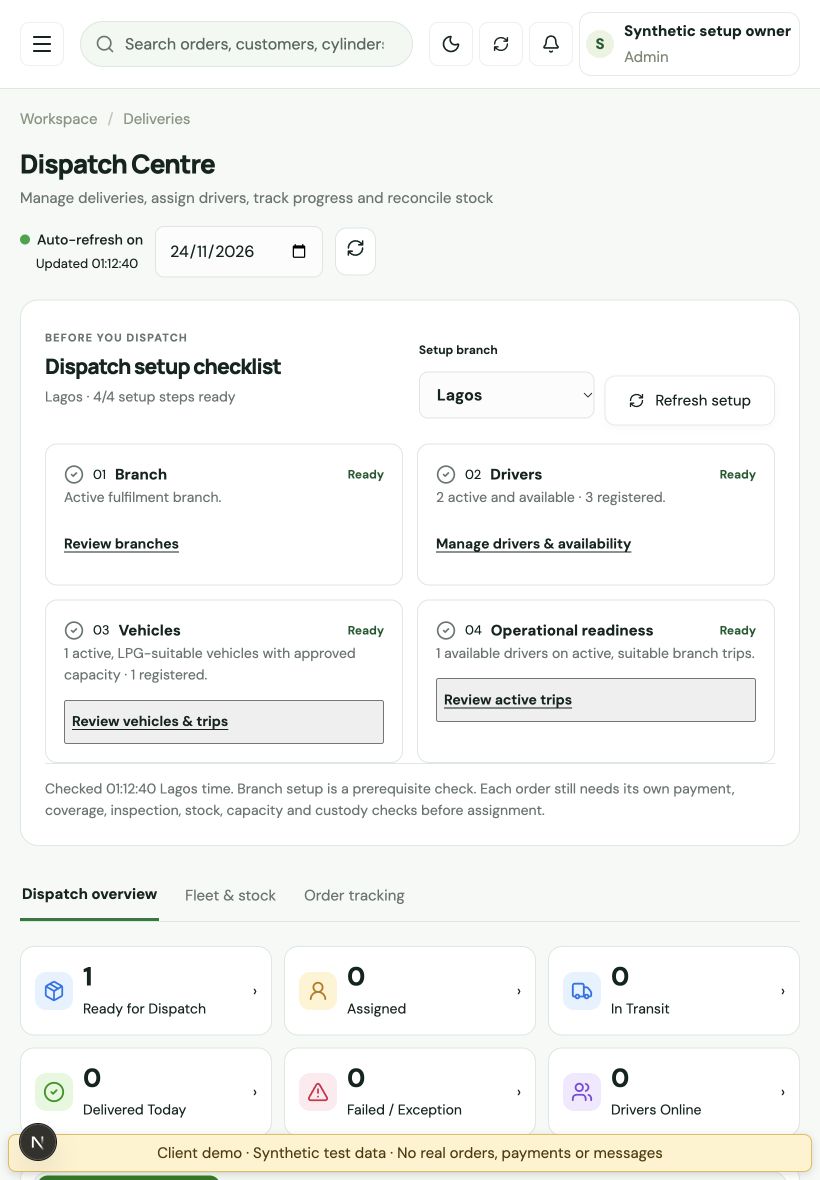 Search orders, customers, cylinders
S
Synthetic setup owner
Admin
Workspace / Deliveries
Dispatch Centre
Manage deliveries, assign drivers, track progress and reconcile stock
Auto-refresh on
Updated 01:12:40
24/11/2026
BEFORE YOU DISPATCH
Dispatch setup checklist
Lagos · 4/4 setup steps ready
Setup branch
Lagos
Refresh setup
01 Branch Ready
Active fulfilment branch.
Review branches
02 Drivers Ready
2 active and available · 3 registered.
Manage drivers & availability
03 Vehicles Ready
1 active, LPG-suitable vehicles with approved
capacity · 1 registered.
Review vehicles & trips
04 Operational readiness Ready
1 available drivers on active, suitable branch trips.
Review active trips
Checked 01:12:40 Lagos time. Branch setup is a prerequisite check. Each order still needs its own payment,
coverage, inspection, stock, capacity and custody checks before assignment.
Dispatch overview
Fleet & stock
Order tracking
1
Ready for Dispatch
0
Assigned
0
In Transit
0
Delivered Today
0
Failed / Exception
0
Drivers Online
N
Client demo · Synthetic test data · No real orders, payments or messages